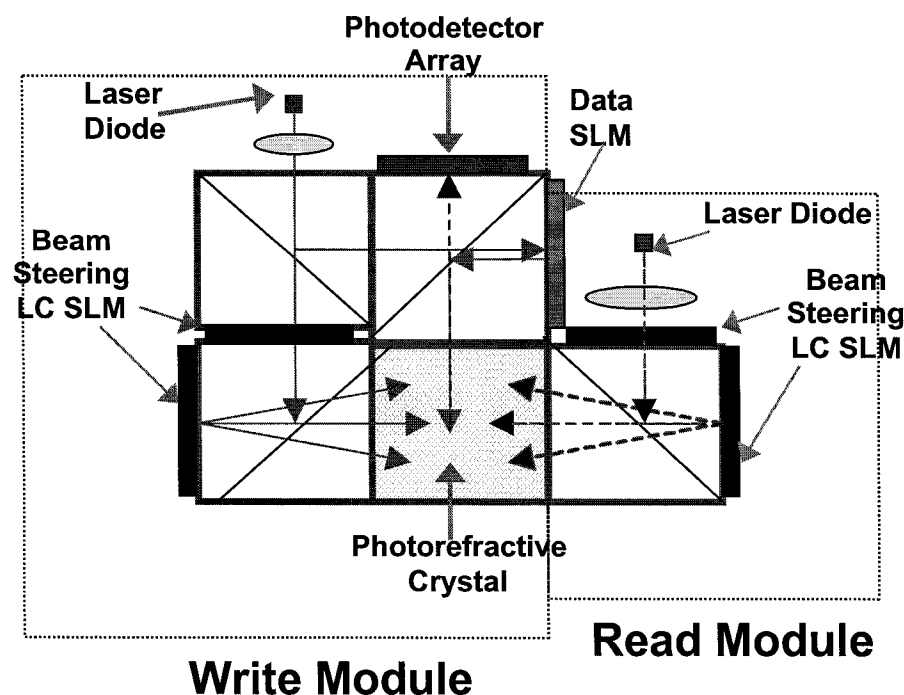 Photodetector
Array
Laser
Diode
Data
SLM
Laser Diode
Beam
Steering
LC SLM
Beam
Steering
LC SLM
Photorefractive
Crystal
Read Module
Write Module